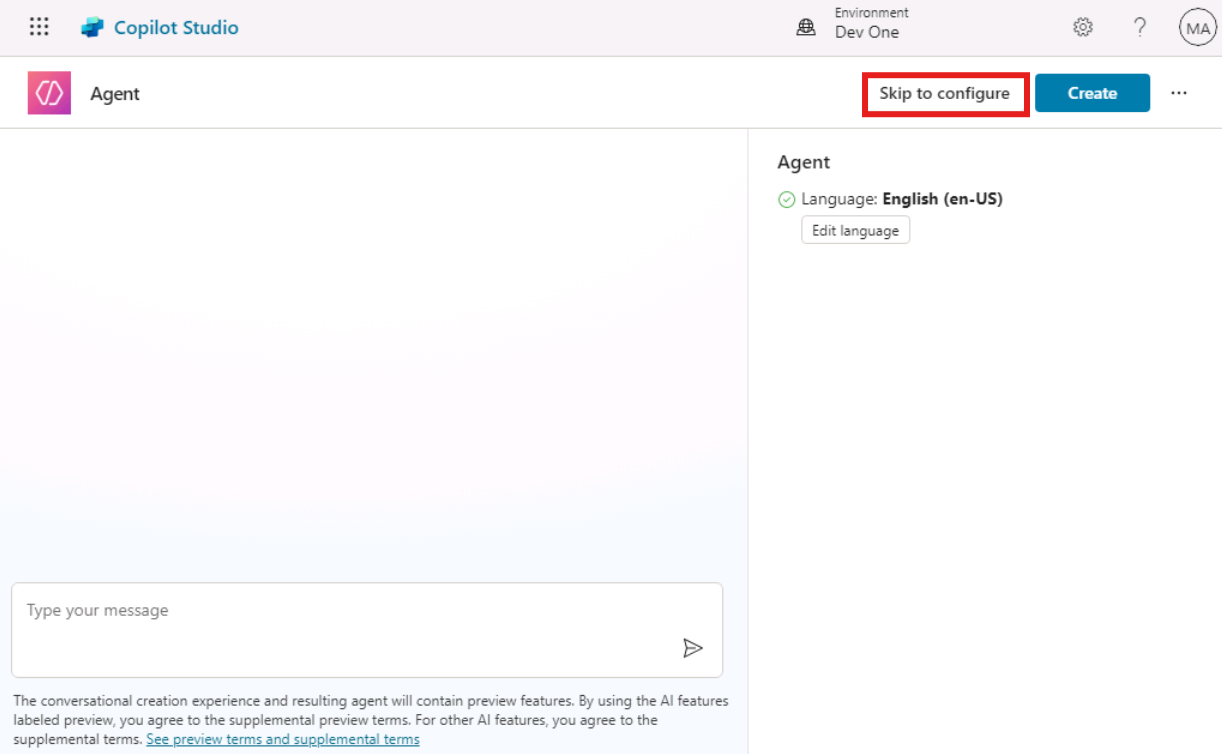 Copilot Studio
Environment
Dev One
?
MA
Agent
Skip to configure
Create
...
Agent
Language: English (en-US)
Edit language
Type your message
The conversational creation experience and resulting agent will contain preview features. By using the AI features
labeled preview, you agree to the supplemental preview terms. For other AI features, you agree to the
supplemental terms. See preview terms and supplemental terms